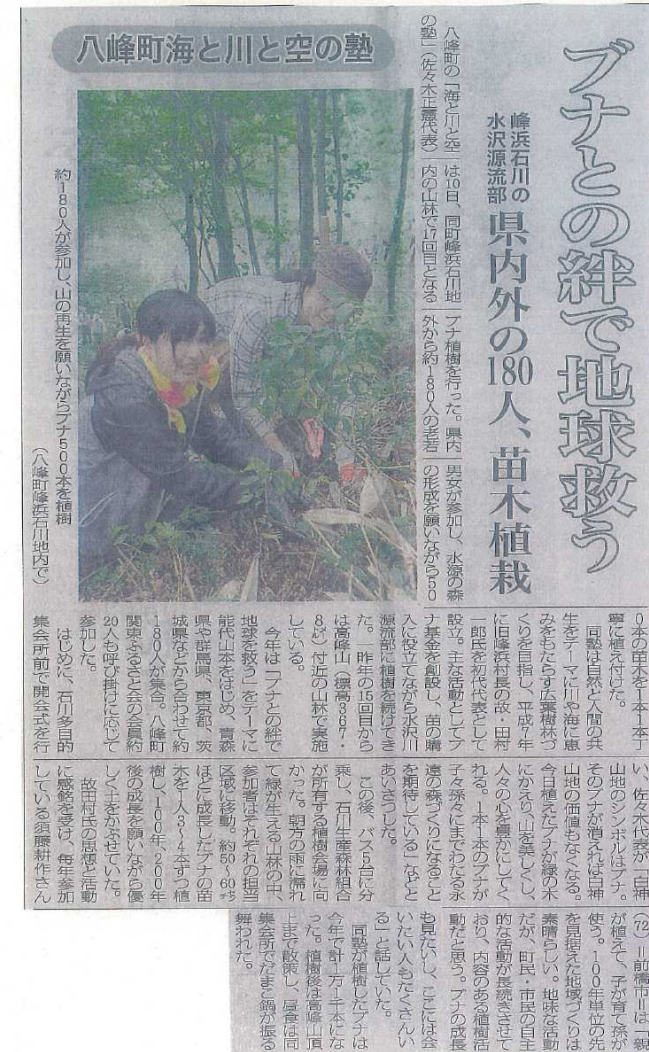 八峰町海と川と空の塾
ブナとの絆で地球救う
峰浜石川の
水沢源流部
県内外の180人、苗木植栽
八峰町の「海と川と空
の塾」(佐々木正憲代表)
は10日、同町峰浜石川地
内の山林で17回目となる
ブナ植樹を行った。県内
外から約180人の老若
男女が参加し、水源の森
の形成を願いながら50
0本の苗木を1本1本丁
寧に植え付けた。
同塾は自然と人間の共
生をテーマに川や海に恵
みをもたらす広葉樹林づ
くりを目指し、平成7年
に旧峰浜村長の故・田村
一郎氏を初代代表として
設立。主な活動としてブ
ナ基金を創設し、苗の購
入に役立てながら水沢川
源流部に植樹を続けてき
た。一昨年の15回目から
は高峰山(標高367・
8㍍)付近の山林で実施
している。
今年は「ブナとの絆で
地球を救う」をテーマに
能代山本をはじめ、青森
県や群馬県、東京都、茨
城県などから合わせて約
180人が集合。八峰町
関東ふるさと会の会員約
20人も呼び掛けに応じて
参加した。
はじめに、石川多目的
集会所前で開会式を行
い、佐々木代表が「白神
山地のシンボルはブナ。
そのブナが消えれば白神
山地の価値もなくなる。
今日植えたブナが緑の木
にかえり、山を美しくし、
人々の心を豊かにしてく
れる。1本1本のブナが
子々孫々にまでわたる永
遠の森づくりになること
を期待している」などと
あいさつした。
この後、バス5台に分
乗し、石川生産森林組合
が所有する植樹会場に向
かった。朝方の雨に濡れ
て緑が生える山林の中、
参加者はそれぞれの担当
区域に移動。約50〜60㌢
ほどに成長したブナの苗
木を1人3〜4本ずつ植
樹し、100年、200年
後の成長を願いながら優
しく土をかぶせていた。
故田村氏の思想と活動
に感銘を受け、毎年参加
している須藤耕作さん
(72)=前橋市=は「親
が植えて、子が育て孫が
使う。100年単位の先
を見据えた地域づくりは
素晴らしい。地味な活動
だが、町民・市民の自主
的な活動が長続きさせて
おり、内容のある植樹活
動だと思う。ブナの成長
も見たいし、ここには会
いたい人もたくさんい
る」と話していた。
同塾が植樹したブナは
今年で計1万1千本にな
った。植樹後は高峰山頂
上まで散策し、昼食は同
集会所でだまこ鍋が振る
舞われた。
約180人が参加し、山の再生を願いながらブナ500本を植樹
(八峰町峰浜石川地内で)